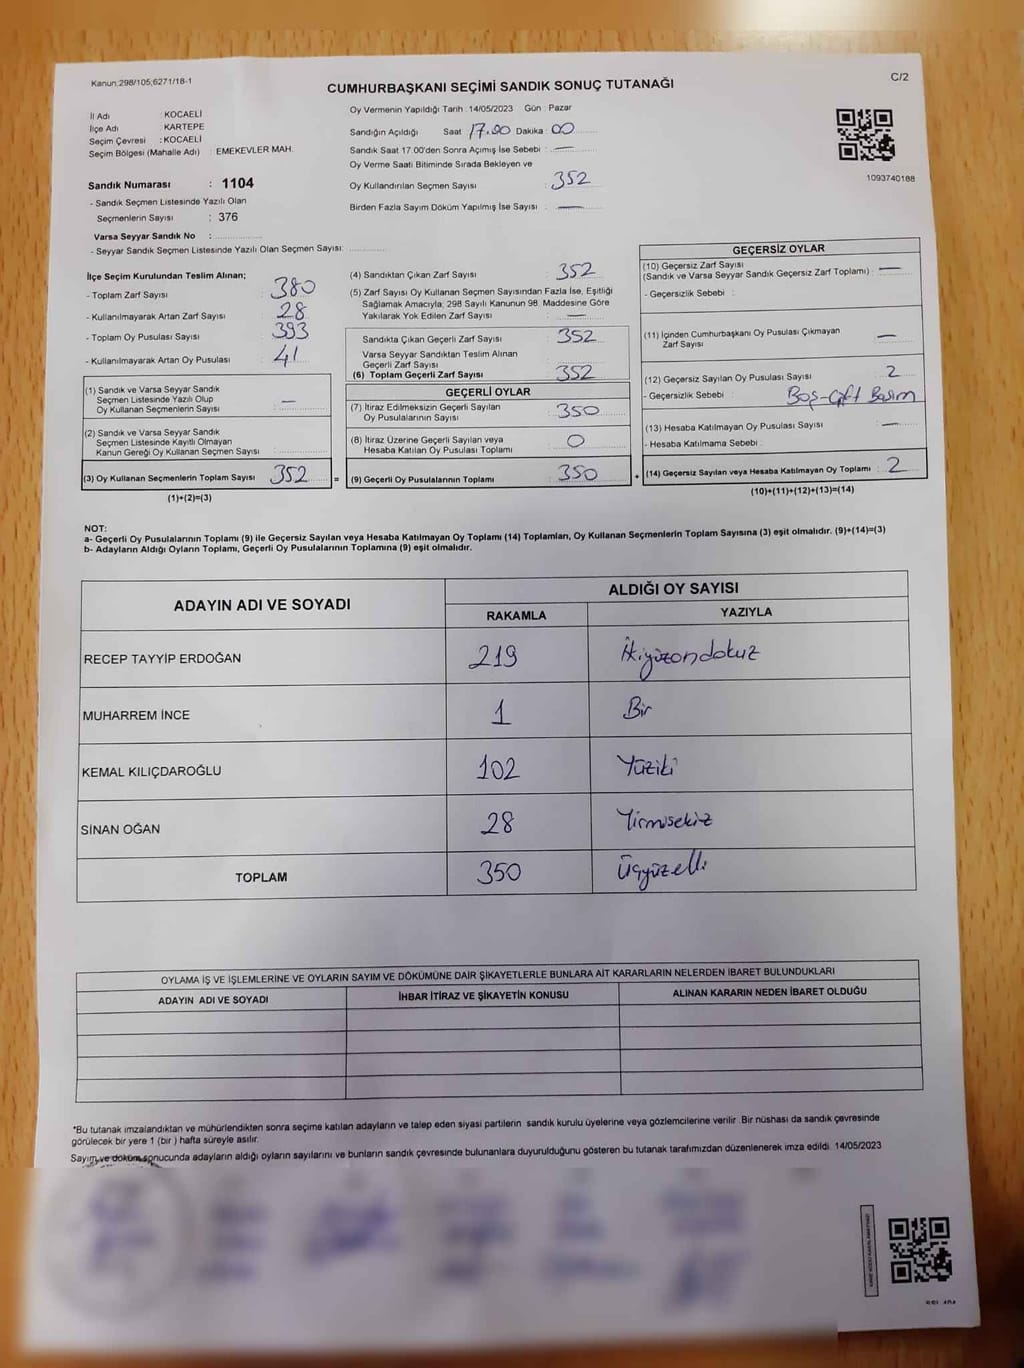 Kanun:298/105;6271/18-1
C/2
CUMHURBAŞKANI SEÇİMİ SANDIK SONUÇ TUTANAĞI
İl Adı : KOCAELİ
İlçe Adı : KARTEPE
Seçim Çevresi : KOCAELİ
Seçim Bölgesi (Mahalle Adı) : EMEKEVLER MAH.
Sandık Numarası : 1104
- Sandık Seçmen Listesinde Yazılı Olan
Seçmenlerin Sayısı : 376
Varsa Seyyar Sandık No :
- Seyyar Sandık Seçmen Listesinde Yazılı Olan Seçmen Sayısı:
Oy Vermenin Yapıldığı Tarih : 14/05/2023 Gün : Pazar
Sandığın Açıldığı Saat 17.00 Dakika : 00
Sandık Saat 17.00'den Sonra Açımış İse Sebebi : —
Oy Verme Saati Bitiminde Sırada Bekleyen ve
Oy Kullandırılan Seçmen Sayısı : 352
Birden Fazla Sayım Döküm Yapılmış İse Sayısı : —
1093740188
İlçe Seçim Kurulundan Teslim Alınan;
- Toplam Zarf Sayısı : 380
- Kullanılmayarak Artan Zarf Sayısı : 28
- Toplam Oy Pusulası Sayısı : 393
- Kullanılmayarak Artan Oy Pusulası : 41
(1) Sandık ve Varsa Seyyar Sandık
Seçmen Listesinde Yazılı Olup
Oy Kullanan Seçmenlerin Sayısı : —
(2) Sandık ve Varsa Seyyar Sandık
Seçmen Listesinde Kayıtlı Olmayan
Kanun Gereği Oy Kullanan Seçmen Sayısı :
(3) Oy Kullanan Seçmenlerin Toplam Sayısı : 352
(1)+(2)=(3)
(4) Sandıktan Çıkan Zarf Sayısı : 352
(5) Zarf Sayısı Oy Kullanan Seçmen Sayısından Fazla İse, Eşitliği
Sağlamak Amacıyla, 298 Sayılı Kanunun 98. Maddesine Göre
Yakılarak Yok Edilen Zarf Sayısı : —
Sandıkta Çıkan Geçerli Zarf Sayısı : 352
Varsa Seyyar Sandıktan Teslim Alınan
Geçerli Zarf Sayısı :
(6) Toplam Geçerli Zarf Sayısı : 352
GEÇERLİ OYLAR
(7) İtiraz Edilmeksizin Geçerli Sayılan
Oy Pusulalarının Sayısı : 350
(8) İtiraz Üzerine Geçerli Sayılan veya
Hesaba Katılan Oy Pusulası Toplamı : 0
= (9) Geçerli Oy Pusulalarının Toplamı : 350
GEÇERSİZ OYLAR
(10) Geçersiz Zarf Sayısı
(Sandık ve Varsa Seyyar Sandık Geçersiz Zarf Toplamı) : —
- Geçersizlik Sebebi :
(11) İçinden Cumhurbaşkanı Oy Pusulası Çıkmayan
Zarf Sayısı : —
(12) Geçersiz Sayılan Oy Pusulası Sayısı : 2
- Geçersizlik Sebebi : Boş-Çift Basım
(13) Hesaba Katılmayan Oy Pusulası Sayısı : —
- Hesaba Katılmama Sebebi :
+ (14) Geçersiz Sayılan veya Hesaba Katılmayan Oy Toplamı : 2
(10)+(11)+(12)+(13)=(14)
NOT:
a- Geçerli Oy Pusulalarının Toplamı (9) ile Geçersiz Sayılan veya Hesaba Katılmayan Oy Toplamı (14) Toplamları, Oy Kullanan Seçmenlerin Toplam Sayısına (3) eşit olmalıdır. (9)+(14)=(3)
b- Adayların Aldığı Oyların Toplamı, Geçerli Oy Pusulalarının Toplamına (9) eşit olmalıdır.
ADAYIN ADI VE SOYADI ALDIĞI OY SAYISI
RAKAMLA YAZIYLA
RECEP TAYYİP ERDOĞAN 219 İkiyüzondokuz
MUHARREM İNCE 1 Bir
KEMAL KILIÇDAROĞLU 102 Yüziki
SİNAN OĞAN 28 Yirmisekiz
TOPLAM 350 Üçyüzelli
OYLAMA İŞ VE İŞLEMLERİNE VE OYLARIN SAYIM VE DÖKÜMÜNE DAİR ŞİKAYETLERLE BUNLARA AİT KARARLARIN NELERDEN İBARET BULUNDUKLARI
ADAYIN ADI VE SOYADI İHBAR İTİRAZ VE ŞİKAYETİN KONUSU ALINAN KARARIN NEDEN İBARET OLDUĞU
*Bu tutanak imzalandıktan ve mühürlendikten sonra seçime katılan adayların ve talep eden siyasi partilerin sandık kurulu üyelerine veya gözlemcilerine verilir. Bir nüshası da sandık çevresinde
görülecek bir yere 1 (bir ) hafta süreyle asılır.
Sayım ve döküm sonucunda adayların aldığı oyların sayılarını ve bunların sandık çevresinde bulunanlara duyurulduğunu gösteren bu tutanak tarafımızdan düzenlenerek imza edildi. 14/05/2023